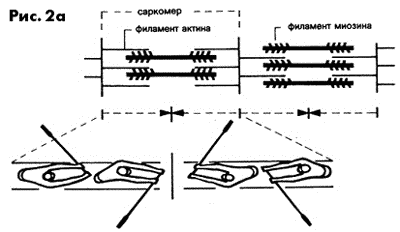 Рис. 2а
саркомер
филамент актина
филамент миозина